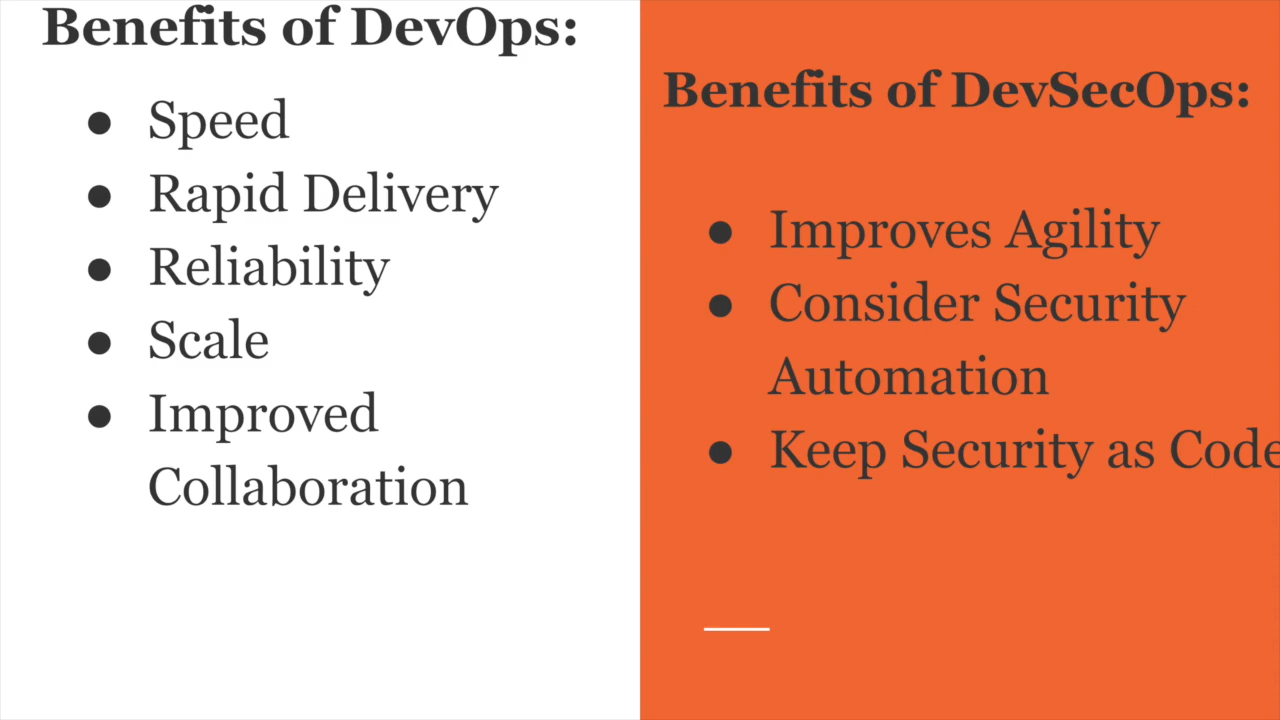 Benefits of DevOps:
● Speed
● Rapid Delivery
● Reliability
● Scale
● Improved
Collaboration
Benefits of DevSecOps:
● Improves Agility
● Consider Security
Automation
● Keep Security as Code